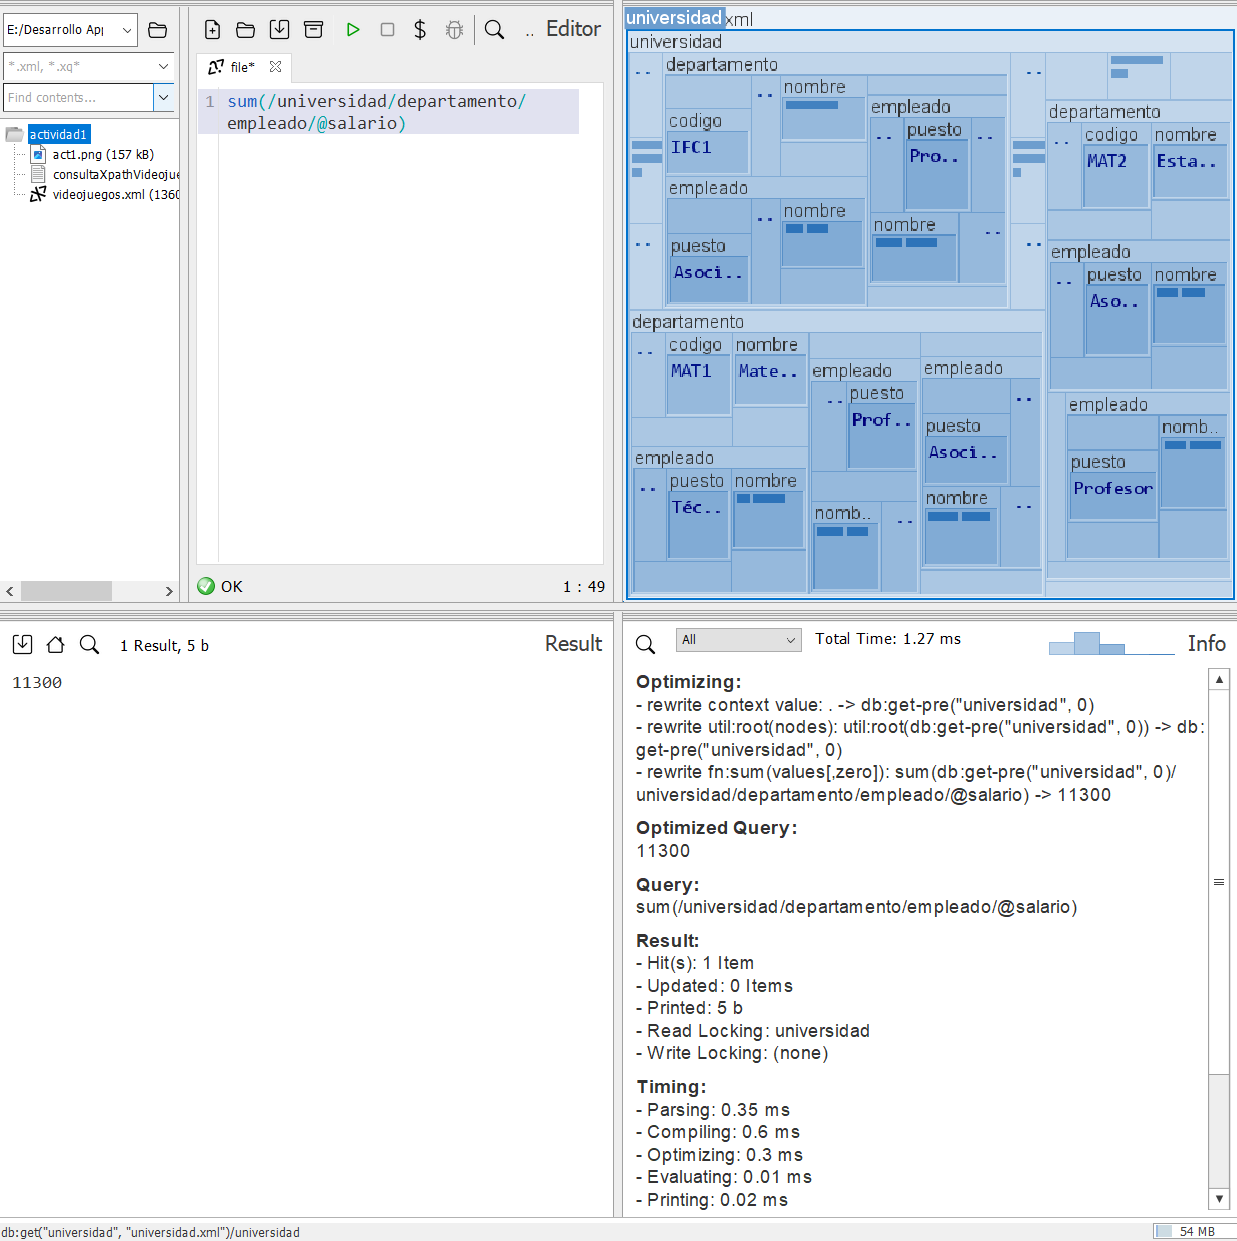 E:/Desarrollo Ap
*.xml, *.xq*
Find contents...
actividad1
act1.png (157 kB)
consultaXpathVideojue
videojuegos.xml (1360
.. Editor
file*
1 sum(/universidad/departamento/
empleado/@salario)
OK
1 : 49
universidad.xml
universidad
departamento
nombre
codigo
IFC1
empleado
puesto
Pro..
nombre
empleado
nombre
puesto
Asoci..
departamento
codigo
MAT2
nombre
Esta..
empleado
puesto
Aso..
nombre
empleado
nomb..
puesto
Profesor
departamento
codigo
MAT1
nombre
Mate..
empleado
puesto
Prof..
nomb..
empleado
puesto
Asoci..
nombre
empleado
puesto
Téc..
nombre
1 Result, 5 b
Result
11300
All
Total Time: 1.27 ms
Info
Optimizing:
- rewrite context value: . -> db:get-pre("universidad", 0)
- rewrite util:root(nodes): util:root(db:get-pre("universidad", 0)) -> db:
get-pre("universidad", 0)
- rewrite fn:sum(values[,zero]): sum(db:get-pre("universidad", 0)/
universidad/departamento/empleado/@salario) -> 11300
Optimized Query:
11300
Query:
sum(/universidad/departamento/empleado/@salario)
Result:
- Hit(s): 1 Item
- Updated: 0 Items
- Printed: 5 b
- Read Locking: universidad
- Write Locking: (none)
Timing:
- Parsing: 0.35 ms
- Compiling: 0.6 ms
- Optimizing: 0.3 ms
- Evaluating: 0.01 ms
- Printing: 0.02 ms
db:get("universidad", "universidad.xml")/universidad
54 MB